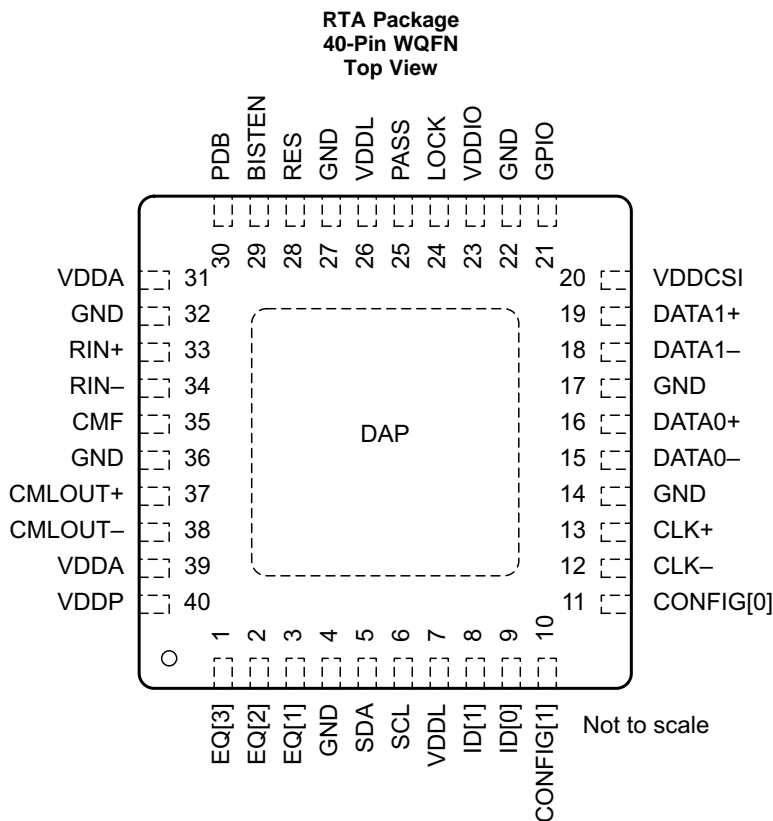 RTA Package
40-Pin WQFN
Top View
PDB
BISTEN
RES
GND
VDDL
PASS
LOCK
VDDIO
GND
GPIO
30
29
28
27
26
25
24
23
22
21
VDDA 31
GND 32
RIN+ 33
RIN– 34
CMF 35
GND 36
CMLOUT+ 37
CMLOUT– 38
VDDA 39
VDDP 40
DAP
20 VDDCSI
19 DATA1+
18 DATA1–
17 GND
16 DATA0+
15 DATA0–
14 GND
13 CLK+
12 CLK–
11 CONFIG[0]
1
2
3
4
5
6
7
8
9
10
EQ[3]
EQ[2]
EQ[1]
GND
SDA
SCL
VDDL
ID[1]
ID[0]
CONFIG[1]
Not to scale